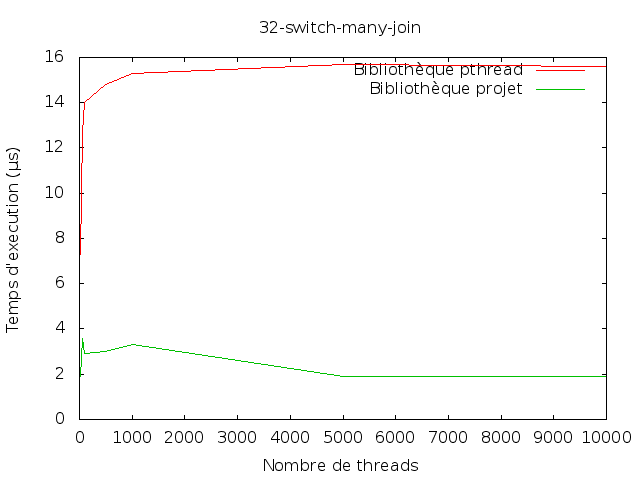 32-switch-many-join
Bibliothèque pthread
Bibliothèque projet
Temps d'execution (µs)
16
14
12
10
8
6
4
2
0
0 1000 2000 3000 4000 5000 6000 7000 8000 9000 10000
Nombre de threads